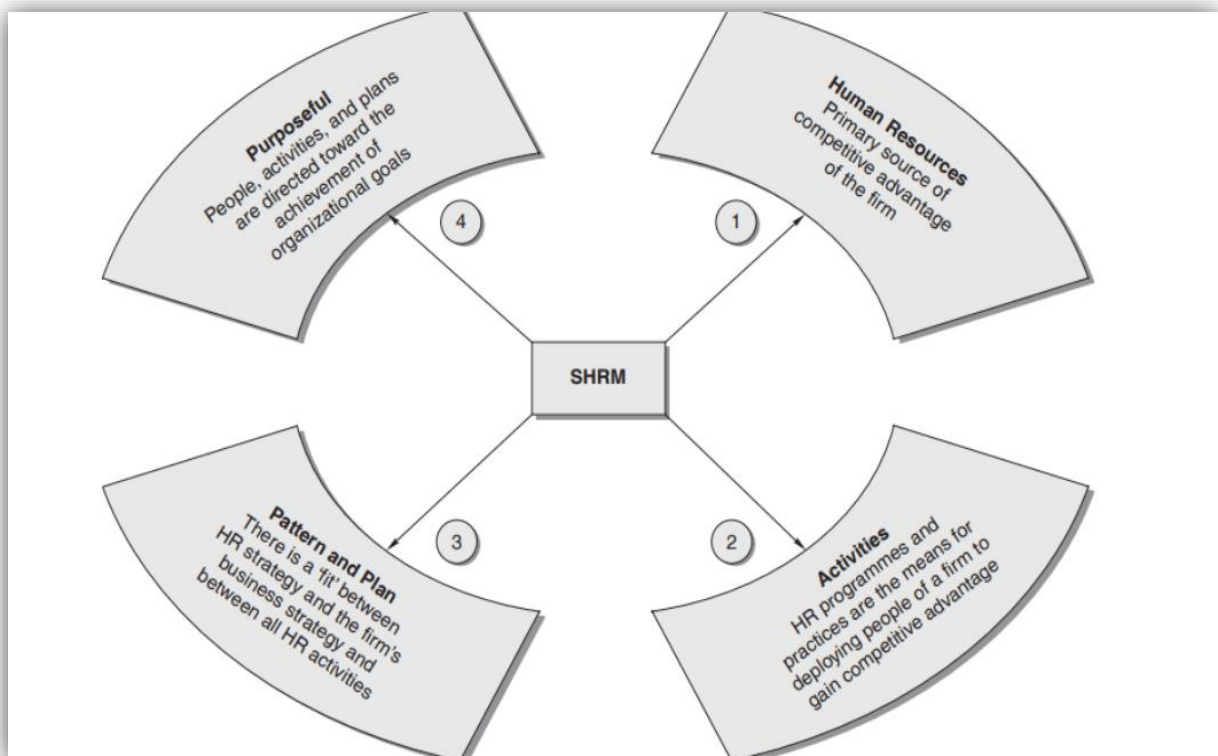 Purposeful
People, activities, and plans
are directed toward the
achievement of
organizational goals
4
Human Resources
Primary source of
competitive advantage
of the firm
1
SHRM
Pattern and Plan
There is a 'fit' between
HR strategy and the firm's
business strategy and
between all HR activities
3
Activities
HR programmes and
practices are the means for
deploying people of a firm to
gain competitive advantage
2